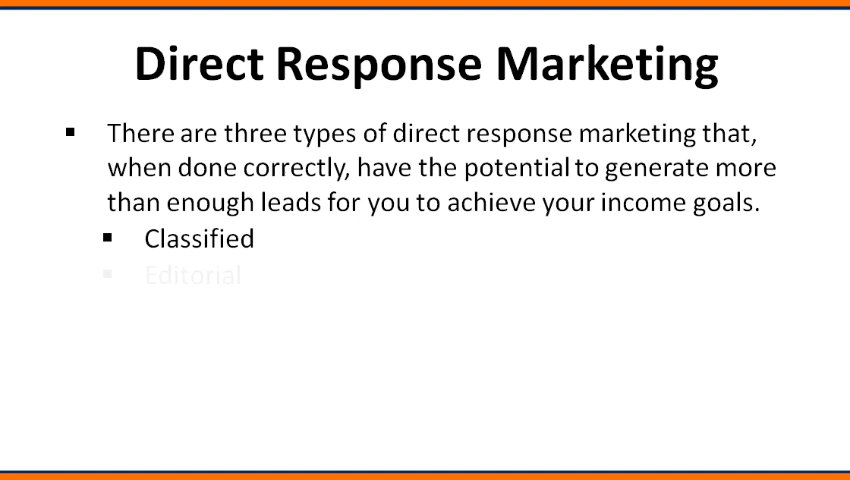 Direct Response Marketing
▪ There are three types of direct response marketing that,
when done correctly, have the potential to generate more
than enough leads for you to achieve your income goals.
▪ Classified
▪ Editorial